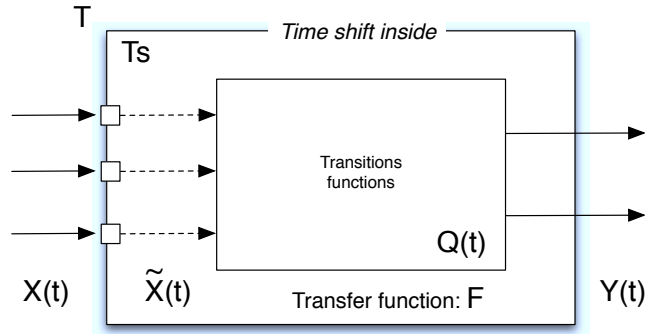 T
Time shift inside
Ts
Transitions
functions
Q(t)
X(t)
X̃(t)
Transfer function: F
Y(t)